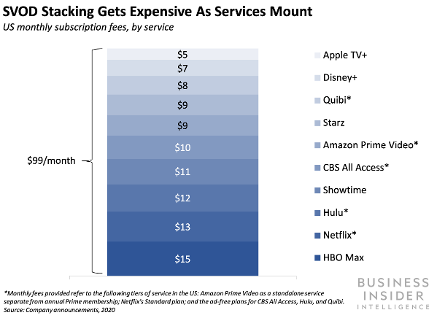 SVOD Stacking Gets Expensive As Services Mount
US monthly subscription fees, by service
$5
$7
$8
$9
$9
$10
$11
$12
$13
$15
$99/month
Apple TV+
Disney+
Quibi*
Starz
Amazon Prime Video*
CBS All Access*
Showtime
Hulu*
Netflix*
HBO Max
*Monthly fees provided refer to the following tiers of service in the US: Amazon Prime Video as a standalone service
separate from annual Prime membership; Netflix's Standard plan; and the ad-free plans for CBS All Access, Hulu, and Quibi.
Source: Company announcements, 2020
BUSINESS
INSIDER
INTELLIGENCE